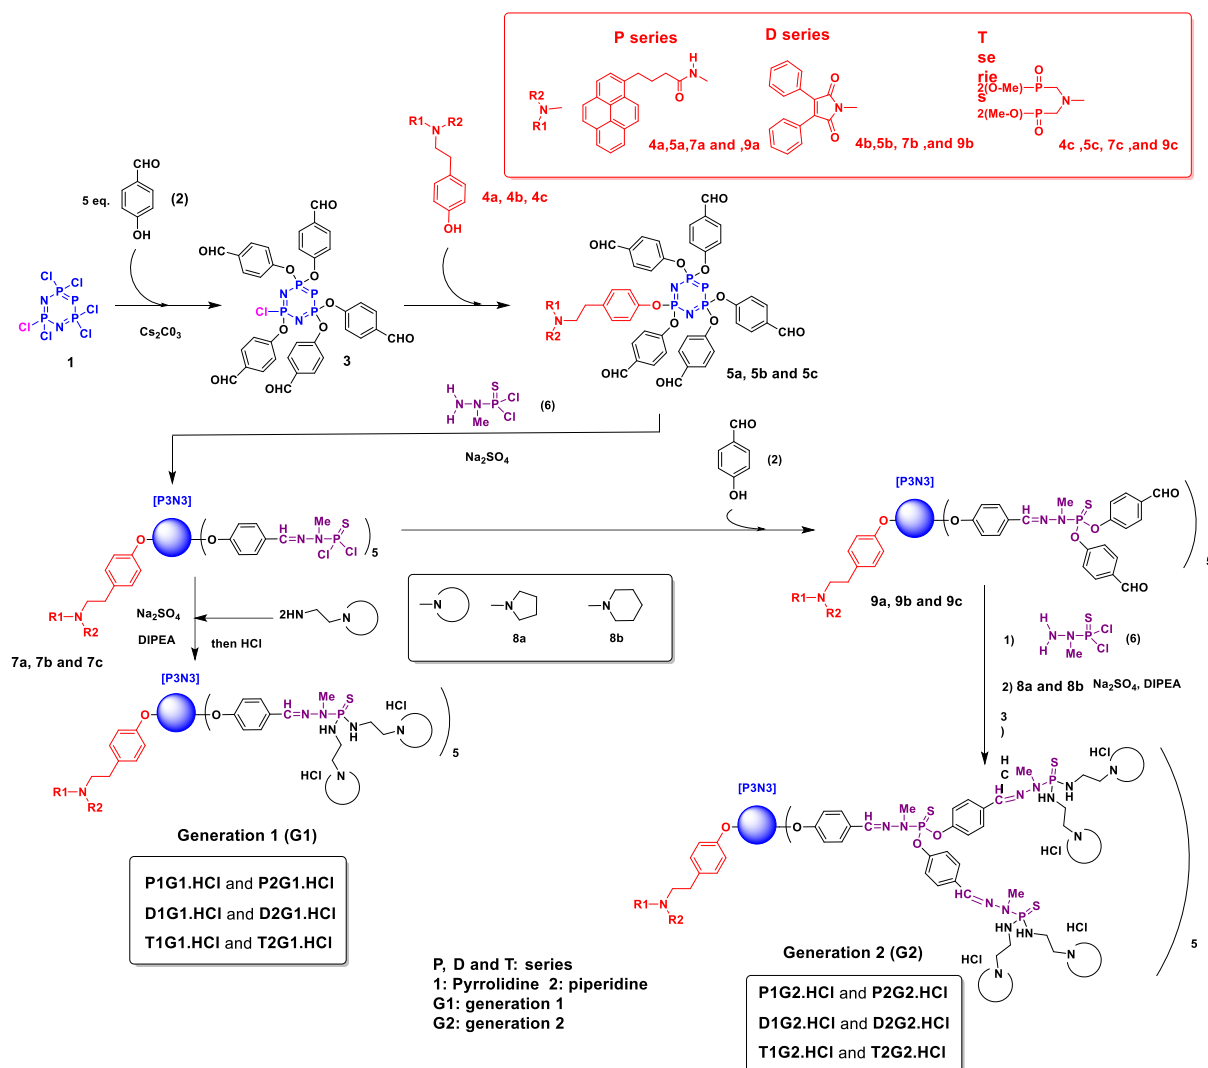 P series
D series
T
se
rie
s
H
N
O
R2
N
R1
4a,5a,7a and ,9a
O
N
O
4b,5b, 7b ,and 9b
O
2(O-Me)-P
N
2(Me-O)-P
O
4c ,5c, 7c ,and 9c
CHO
5 eq.
(2)
OH
R1 N R2
4a, 4b, 4c
OH
Cl Cl
P N P
N P
Cl Cl Cl Cl
1
Cs2C03
CHO
OHC
O O
N P P
Cl P N P O
O O O
CHO
OHC
OHC
3
CHO
OHC
O O
R1
N
R2
O
P N P
P N P
O O O
CHO
OHC
OHC
5a, 5b and 5c
H
N-N-P
H
Me
S
Cl
Cl
(6)
Na2SO4
CHO
(2)
OH
[P3N3]
O
O
H
C=N-N-P
Me
S
Cl Cl
5
R1 N
R2
7a, 7b and 7c
[P3N3]
O
O
H
C=N-N-P
Me
S
O
O
CHO
CHO
5
R1 N
R2
9a, 9b and 9c
Na2SO4
2HN
N
DIPEA
then HCl
N
N
8a
N
8b
1)
H
N-N-P
H
Me
S
Cl
Cl
(6)
2) 8a and 8b Na2SO4, DIPEA
3
)
H
C
l
[P3N3]
O
O
H
C=N-N-P
Me
S
HN
N
H
HCl
N
HCl
N
5
R1 N
R2
Generation 1 (G1)
P1G1.HCl and P2G1.HCl
D1G1.HCl and D2G1.HCl
T1G1.HCl and T2G1.HCl
[P3N3]
O
O
H
C=N-N-P
Me
S
O
O
H
C=N-N-P
Me
S
HN
N
H
HCl
N
N
HCl
HC=N-N-P
Me
S
HN
HN
HCl
N
HCl
N
5
R1 N
R2
Generation 2 (G2)
P1G2.HCl and P2G2.HCl
D1G2.HCl and D2G2.HCl
T1G2.HCl and T2G2.HCl
P, D and T: series
1: Pyrrolidine 2: piperidine
G1: generation 1
G2: generation 2